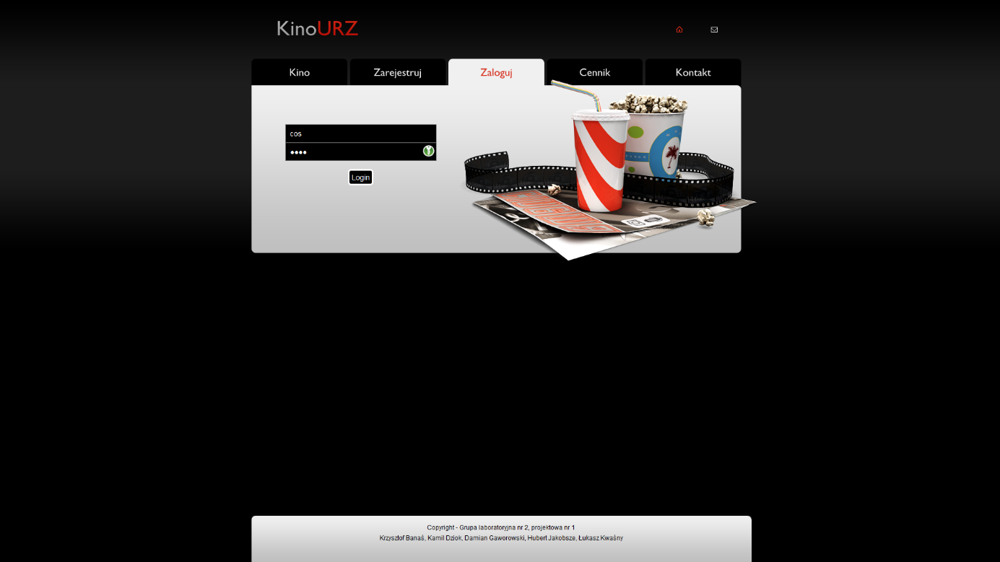 KinoURZ
Kino
Zarejestruj
Zaloguj
Cennik
Kontakt
cos
••••
Login
Copyright - Grupa laboratoryjna nr 2, projektowa nr 1
Krzysztof Banaś, Kamil Dziok, Damian Gaworowski, Hubert Jakobsze, Łukasz Kwaśny